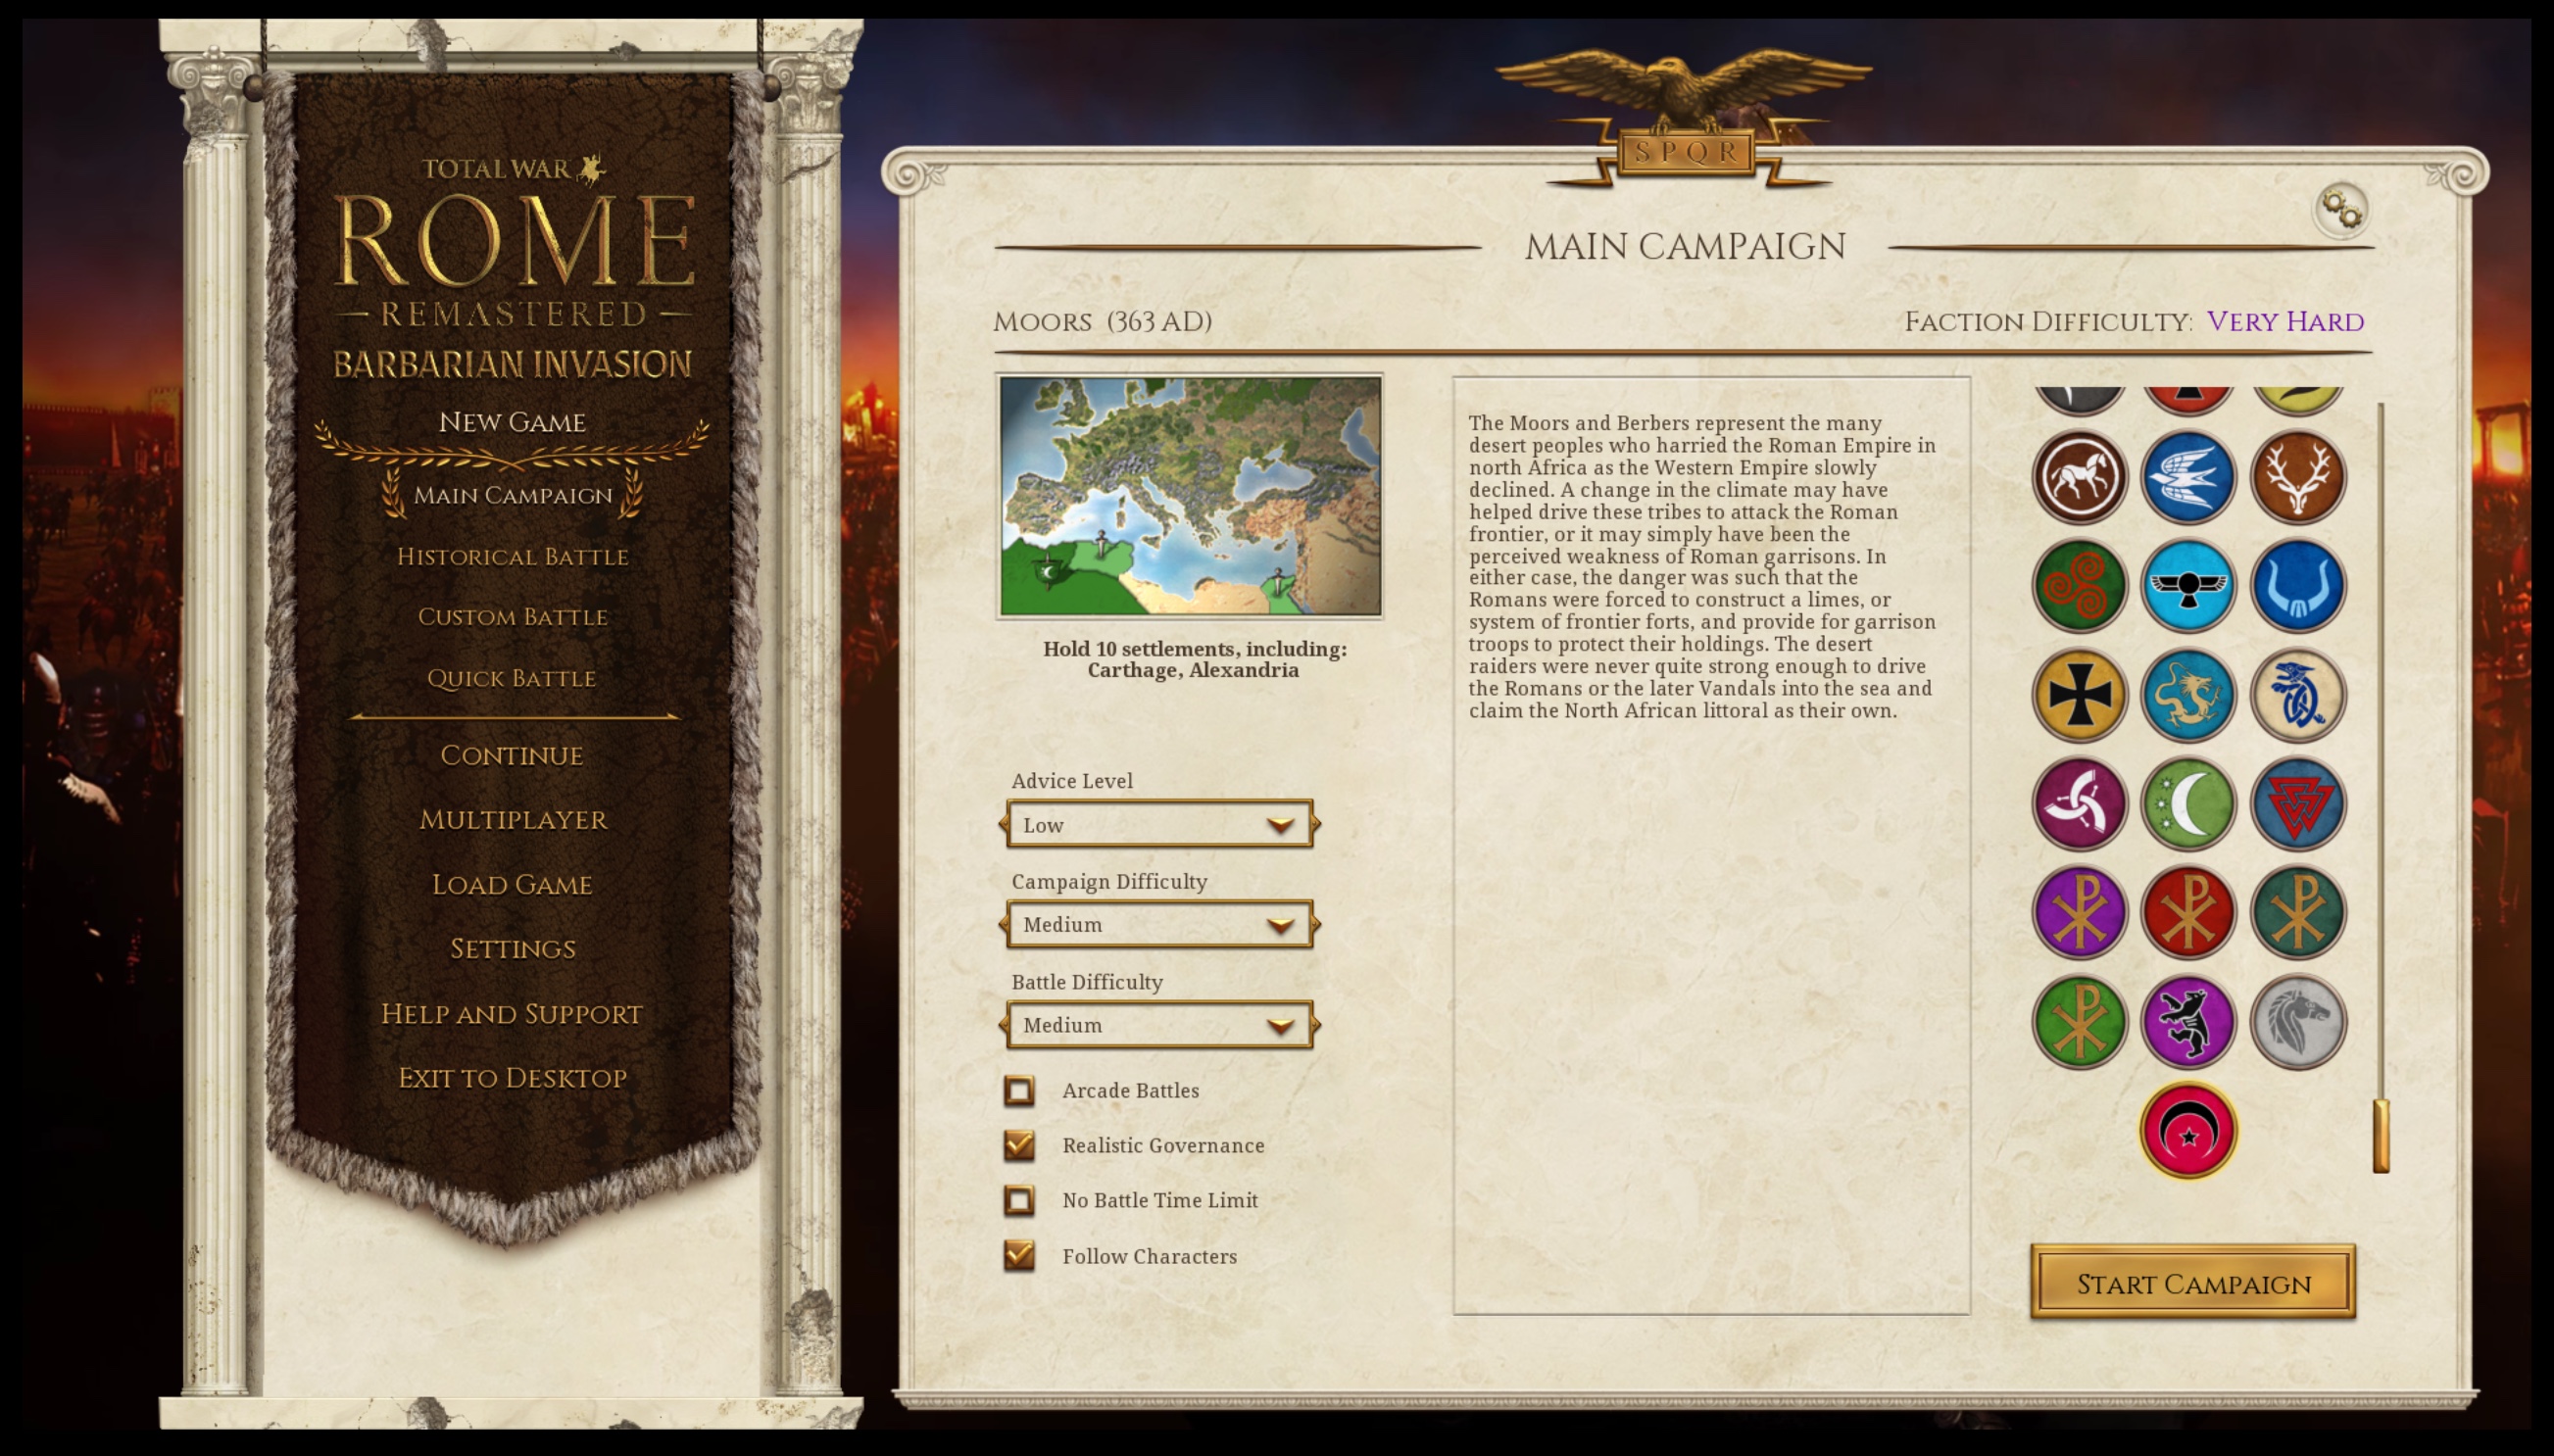 TOTAL WAR
ROME
REMASTERED
BARBARIAN INVASION
NEW GAME
MAIN CAMPAIGN
HISTORICAL BATTLE
CUSTOM BATTLE
QUICK BATTLE
CONTINUE
MULTIPLAYER
LOAD GAME
SETTINGS
HELP AND SUPPORT
EXIT TO DESKTOP
SPQR
MAIN CAMPAIGN
MOORS (363 AD)
FACTION DIFFICULTY: VERY HARD
Hold 10 settlements, including:
Carthage, Alexandria
Advice Level
Low
Campaign Difficulty
Medium
Battle Difficulty
Medium
Arcade Battles
Realistic Governance
No Battle Time Limit
Follow Characters
The Moors and Berbers represent the many
desert peoples who harried the Roman Empire in
north Africa as the Western Empire slowly
declined. A change in the climate may have
helped drive these tribes to attack the Roman
frontier, or it may simply have been the
perceived weakness of Roman garrisons. In
either case, the danger was such that the
Romans were forced to construct a limes, or
system of frontier forts, and provide for garrison
troops to protect their holdings. The desert
raiders were never quite strong enough to drive
the Romans or the later Vandals into the sea and
claim the North African littoral as their own.
START CAMPAIGN